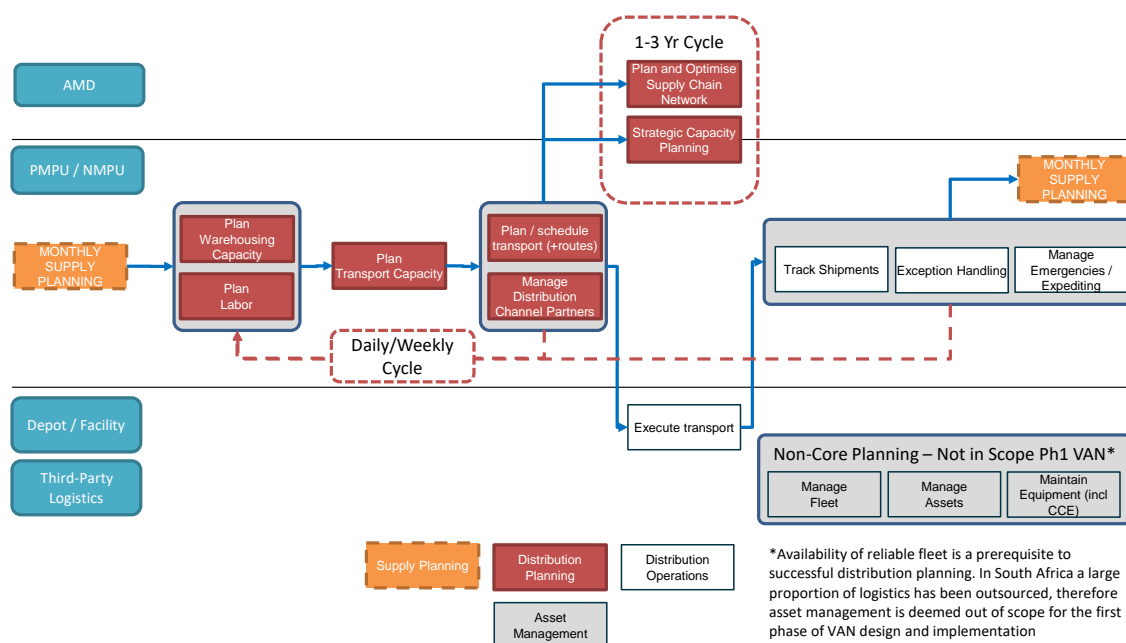 1-3 Yr Cycle
AMD
Plan and Optimise
Supply Chain
Network
Strategic Capacity
Planning
PMPU / NMPU
MONTHLY
SUPPLY
PLANNING
MONTHLY
SUPPLY
PLANNING
Plan
Warehousing
Capacity
Plan
Labor
Plan
Transport Capacity
Plan / schedule
transport (+routes)
Manage
Distribution
Channel Partners
Track Shipments
Exception Handling
Manage
Emergencies /
Expediting
Daily/Weekly
Cycle
Depot / Facility
Execute transport
Third-Party
Logistics
Non-Core Planning – Not in Scope Ph1 VAN*
Manage
Fleet
Manage
Assets
Maintain
Equipment (incl
CCE)
Supply Planning
Distribution
Planning
Distribution
Operations
Asset
Management
*Availability of reliable fleet is a prerequisite to
successful distribution planning. In South Africa a large
proportion of logistics has been outsourced, therefore
asset management is deemed out of scope for the first
phase of VAN design and implementation